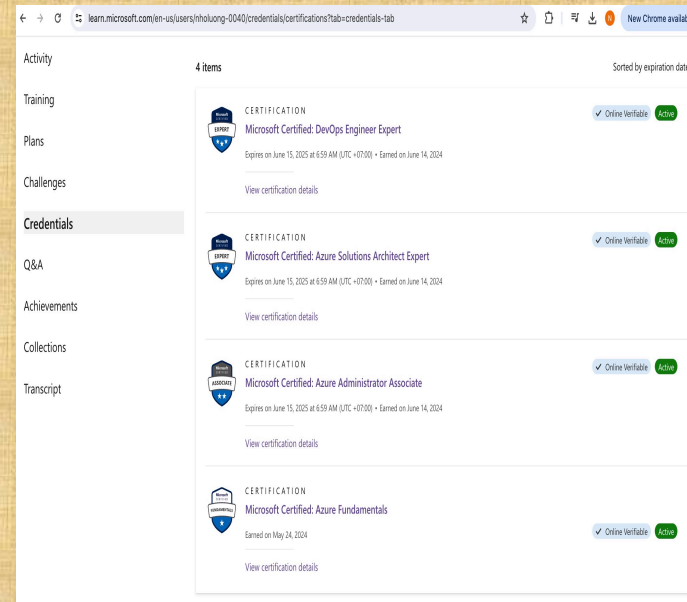 learn.microsoft.com/en-us/users/nholuong-0040/credentials/certifications?tab=credentials-tab
N
New Chrome availab
Activity
Training
Plans
Challenges
Credentials
Q&A
Achievements
Collections
Transcript
4 items
Sorted by expiration date
EXPERT
CERTIFICATION
Microsoft Certified: DevOps Engineer Expert
Expires on June 15, 2025 at 6:59 AM (UTC +07:00) • Earned on June 14, 2024
View certification details
✓ Online Verifiable
Active
EXPERT
CERTIFICATION
Microsoft Certified: Azure Solutions Architect Expert
Expires on June 15, 2025 at 6:59 AM (UTC +07:00) • Earned on June 14, 2024
View certification details
✓ Online Verifiable
Active
ASSOCIATE
CERTIFICATION
Microsoft Certified: Azure Administrator Associate
Expires on June 15, 2025 at 6:59 AM (UTC +07:00) • Earned on June 14, 2024
View certification details
✓ Online Verifiable
Active
FUNDAMENTALS
CERTIFICATION
Microsoft Certified: Azure Fundamentals
Earned on May 24, 2024
View certification details
✓ Online Verifiable
Active